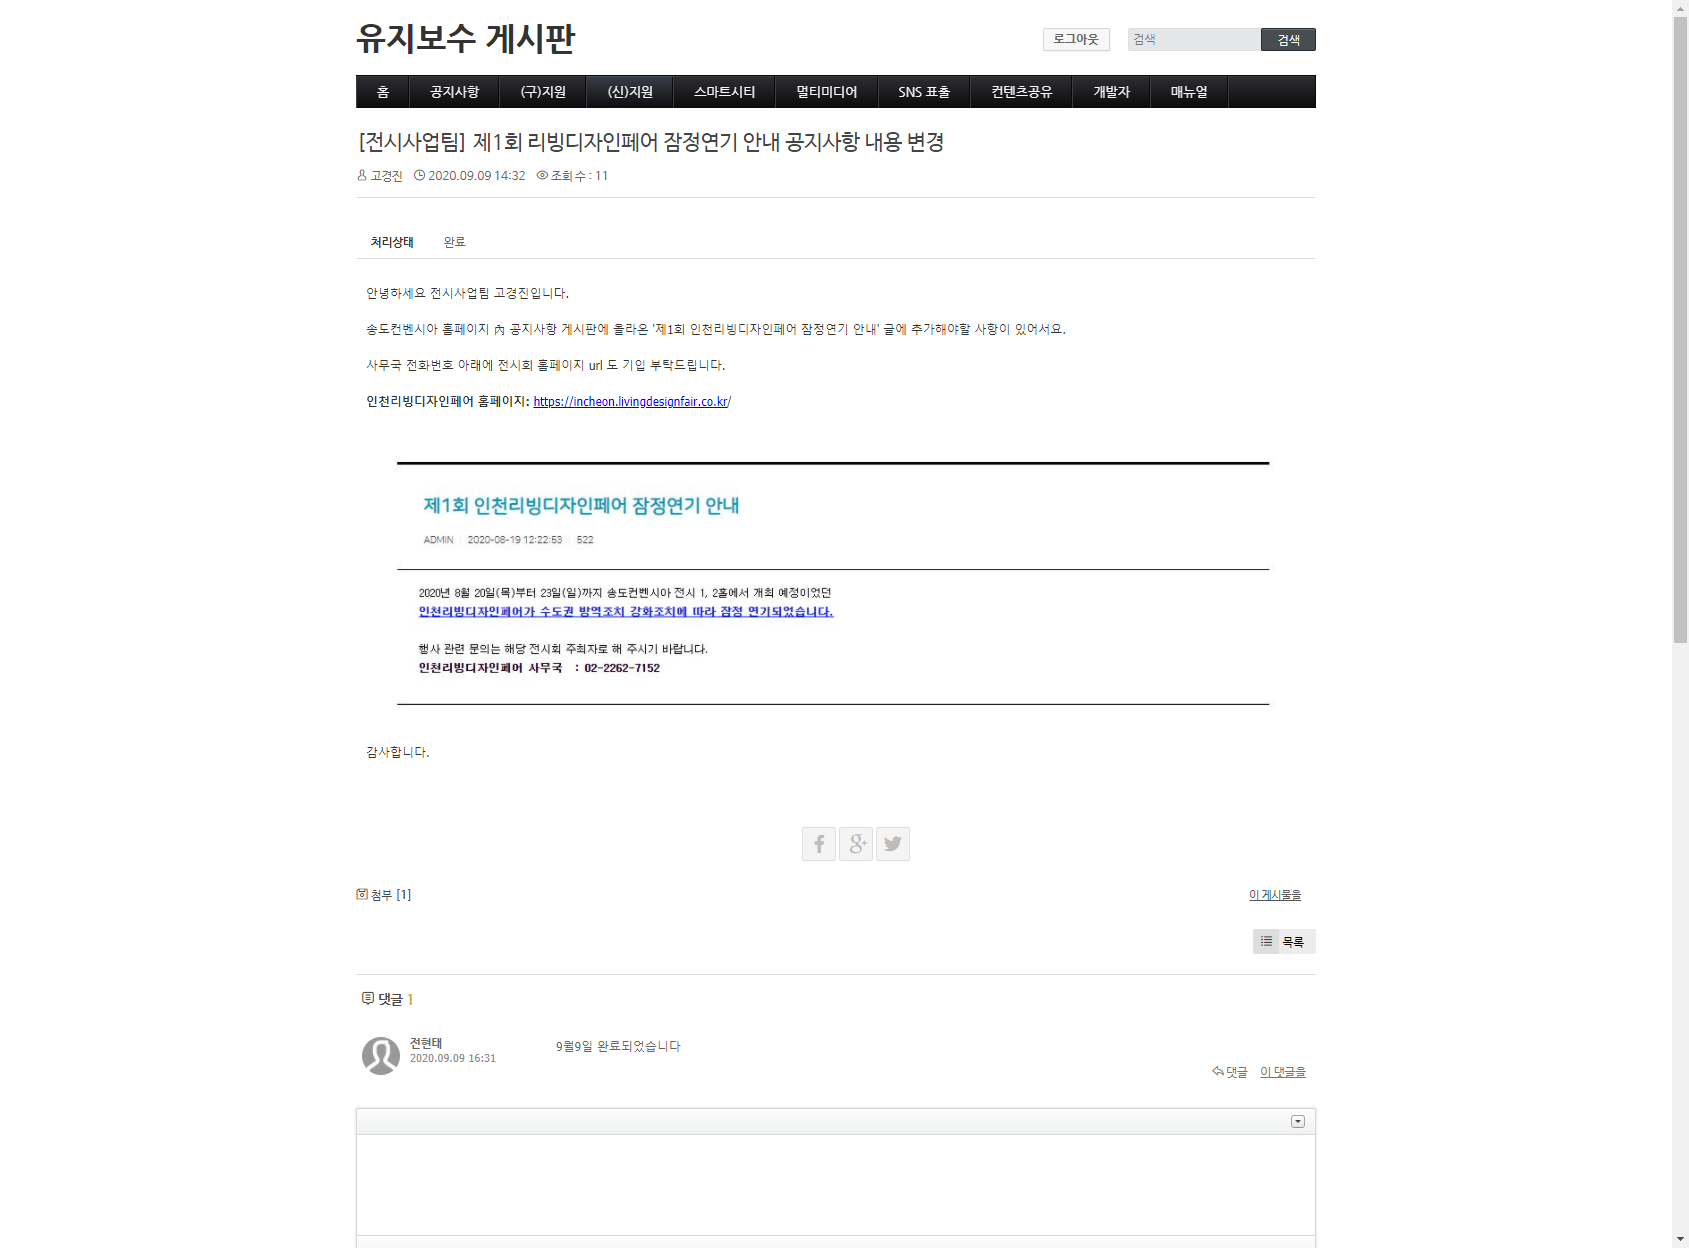 유지보수 게시판
로그아웃
검색
검색
홈 공지사항 (구)지원 (신)지원 스마트시티 멀티미디어 SNS 표출 컨텐츠공유 개발자 매뉴얼
[전시사업팀] 제1회 리빙디자인페어 잠정연기 안내 공지사항 내용 변경
고경진 2020.09.09 14:32 조회 수 : 11
처리상태 완료
안녕하세요 전시사업팀 고경진입니다.
송도컨벤시아 홈페이지 內 공지사항 게시판에 올라온 '제1회 인천리빙디자인페어 잠정연기 안내' 글에 추가해야할 사항이 있어서요.
사무국 전화번호 아래에 전시회 홈페이지 url 도 기입 부탁드립니다.
인천리빙디자인페어 홈페이지: https://incheon.livingdesignfair.co.kr/
제1회 인천리빙디자인페어 잠정연기 안내
ADMIN 2020-08-19 12:22:53 522
2020년 8월 20일(목)부터 23일(일)까지 송도컨벤시아 전시 1, 2홀에서 개최 예정이었던
인천리빙디자인페어가 수도권 방역조치 강화조치에 따라 잠정 연기되었습니다.
행사 관련 문의는 해당 전시회 주최자로 해 주시기 바랍니다.
인천리빙디자인페어 사무국 : 02-2262-7152
감사합니다.
첨부 [1]
이 게시물을
목록
댓글 1
전현태
2020.09.09 16:31
9월9일 완료되었습니다
댓글 이 댓글을